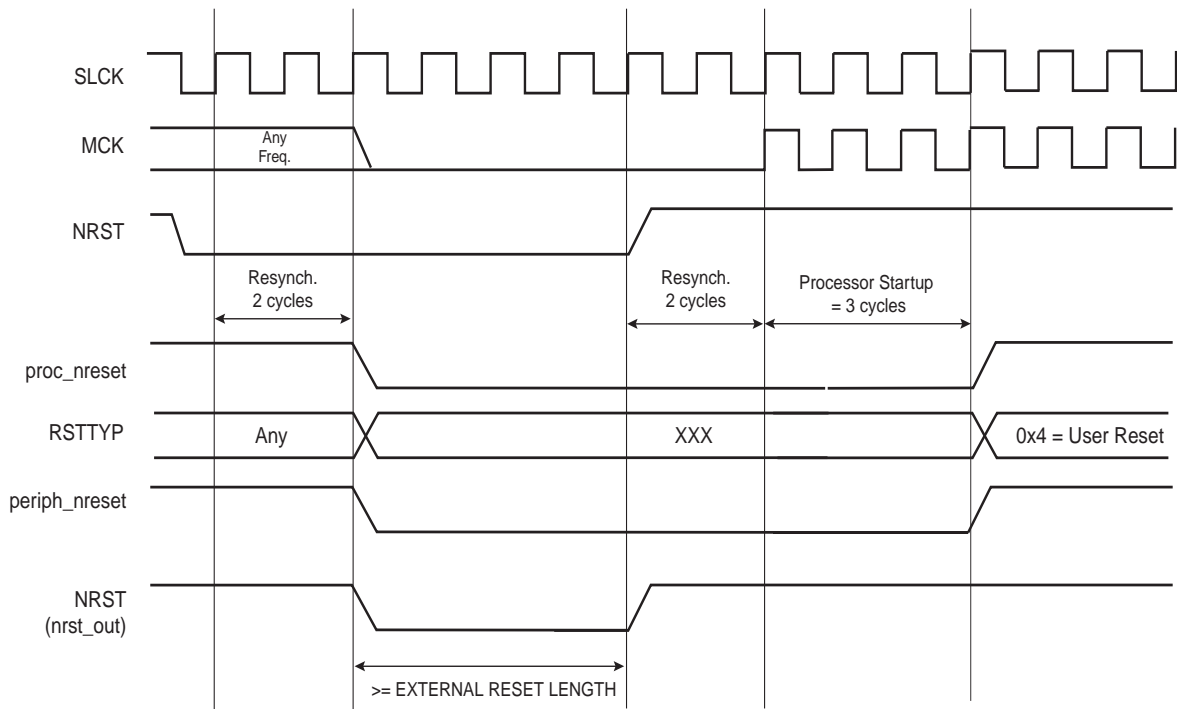 SLCK
MCK
Any
Freq.
NRST
Resynch.
2 cycles
Resynch.
2 cycles
Processor Startup
= 3 cycles
proc_nreset
RSTTYP
Any
XXX
0x4 = User Reset
periph_nreset
NRST
(nrst_out)
>= EXTERNAL RESET LENGTH